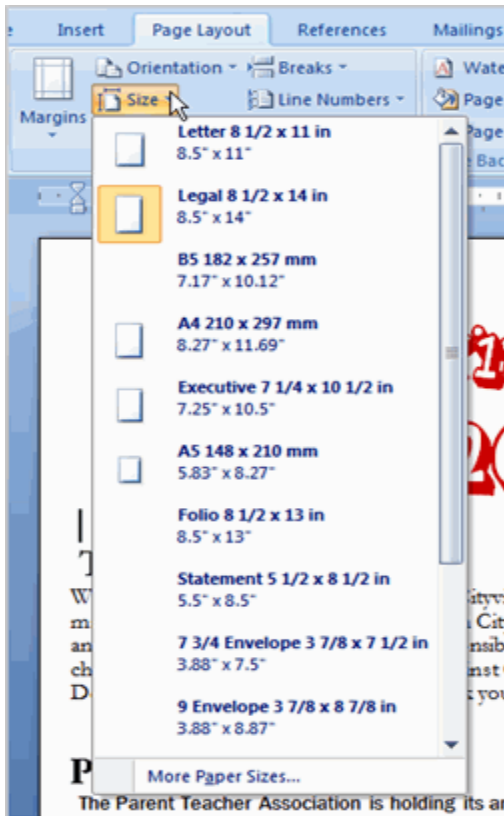 Insert Page Layout References Mailings
Orientation Breaks
Size Line Numbers Page
Margins
Page
Letter 8 1/2 x 11 in
8.5" x 11"
Legal 8 1/2 x 14 in
8.5" x 14"
B5 182 x 257 mm
7.17" x 10.12"
A4 210 x 297 mm
8.27" x 11.69"
Executive 7 1/4 x 10 1/2 in
7.25" x 10.5"
A5 148 x 210 mm
5.83" x 8.27"
Folio 8 1/2 x 13 in
8.5" x 13"
Statement 5 1/2 x 8 1/2 in
5.5" x 8.5"
7 3/4 Envelope 3 7/8 x 7 1/2 in
3.88" x 7.5"
9 Envelope 3 7/8 x 8 7/8 in
3.88" x 8.87"
More Paper Sizes...
The Parent Teacher Association is holding its